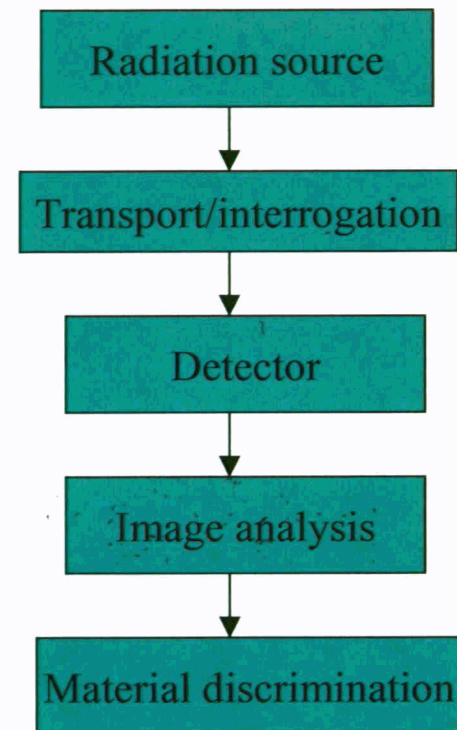 Radiation source
Transport/interrogation
Detector
Image analysis
Material discrimination